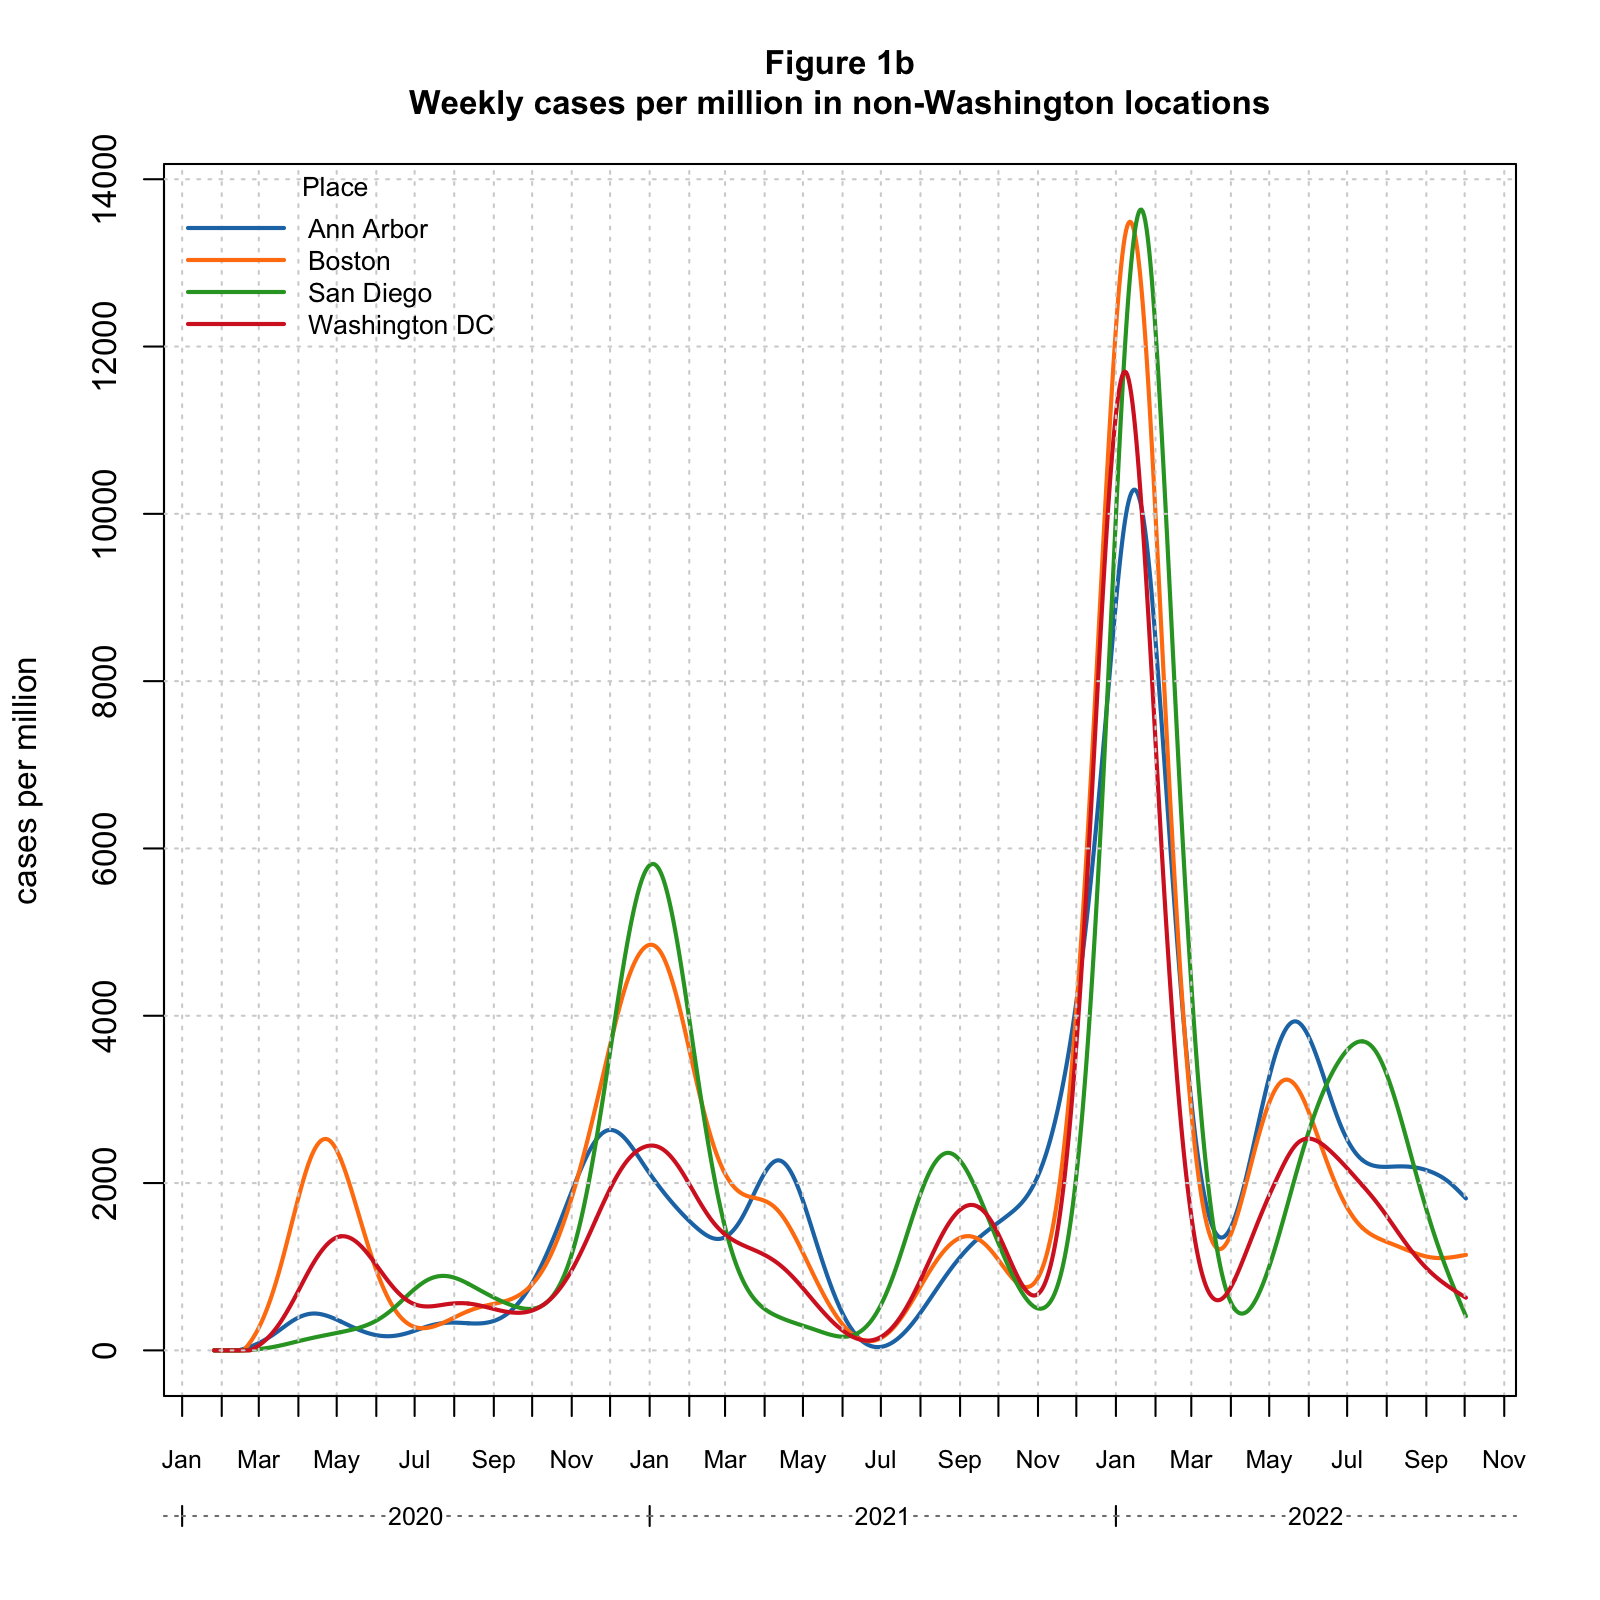 Figure 1b
Weekly cases per million in non-Washington locations
Place
Ann Arbor
Boston
San Diego
Washington DC
cases per million
14000
12000
10000
8000
6000
4000
2000
0
Jan Mar May Jul Sep Nov Jan Mar May Jul Sep Nov Jan Mar May Jul Sep Nov
2020 2021 2022